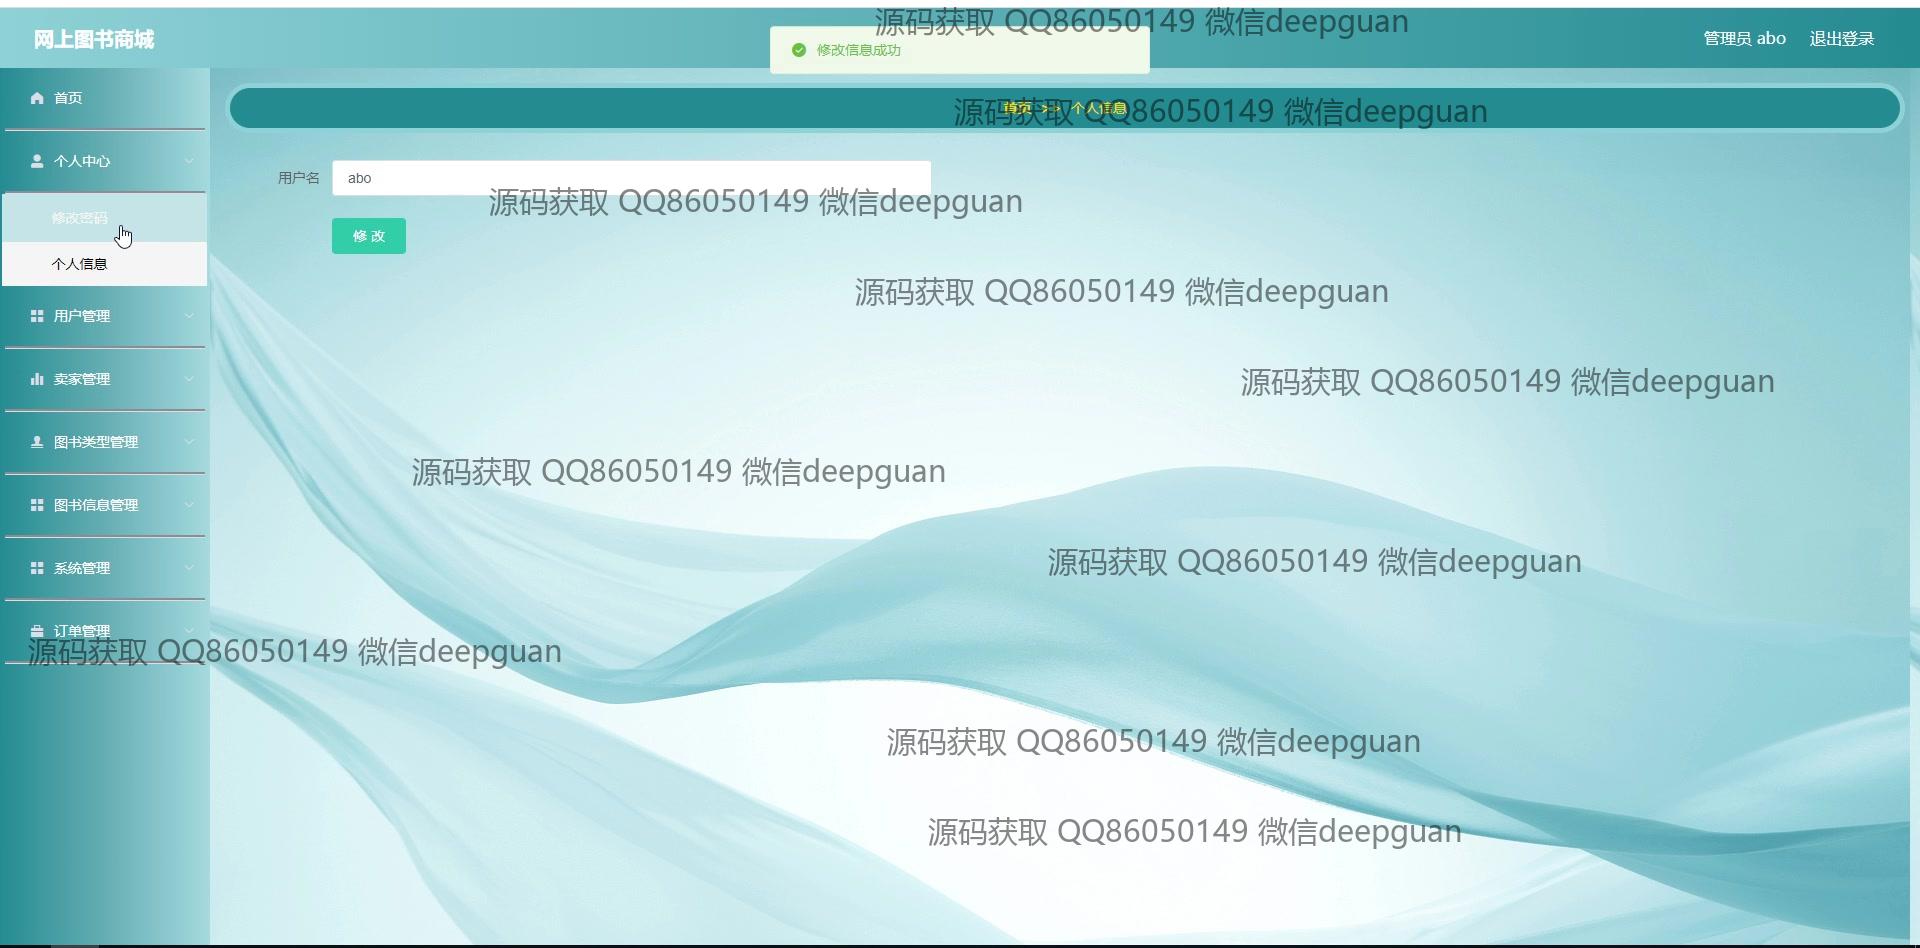 源码获取 QQ86050149 微信deepguan
网上图书商城
修改信息成功
管理员 abo
退出登录
首页
首页 >> 个人信息
源码获取 QQ86050149 微信deepguan
个人中心
用户名
abo
源码获取 QQ86050149 微信deepguan
修改密码
修 改
个人信息
源码获取 QQ86050149 微信deepguan
用户管理
卖家管理
源码获取 QQ86050149 微信deepguan
图书类型管理
源码获取 QQ86050149 微信deepguan
图书信息管理
系统管理
源码获取 QQ86050149 微信deepguan
订单管理
源码获取 QQ86050149 微信deepguan
源码获取 QQ86050149 微信deepguan
源码获取 QQ86050149 微信deepguan